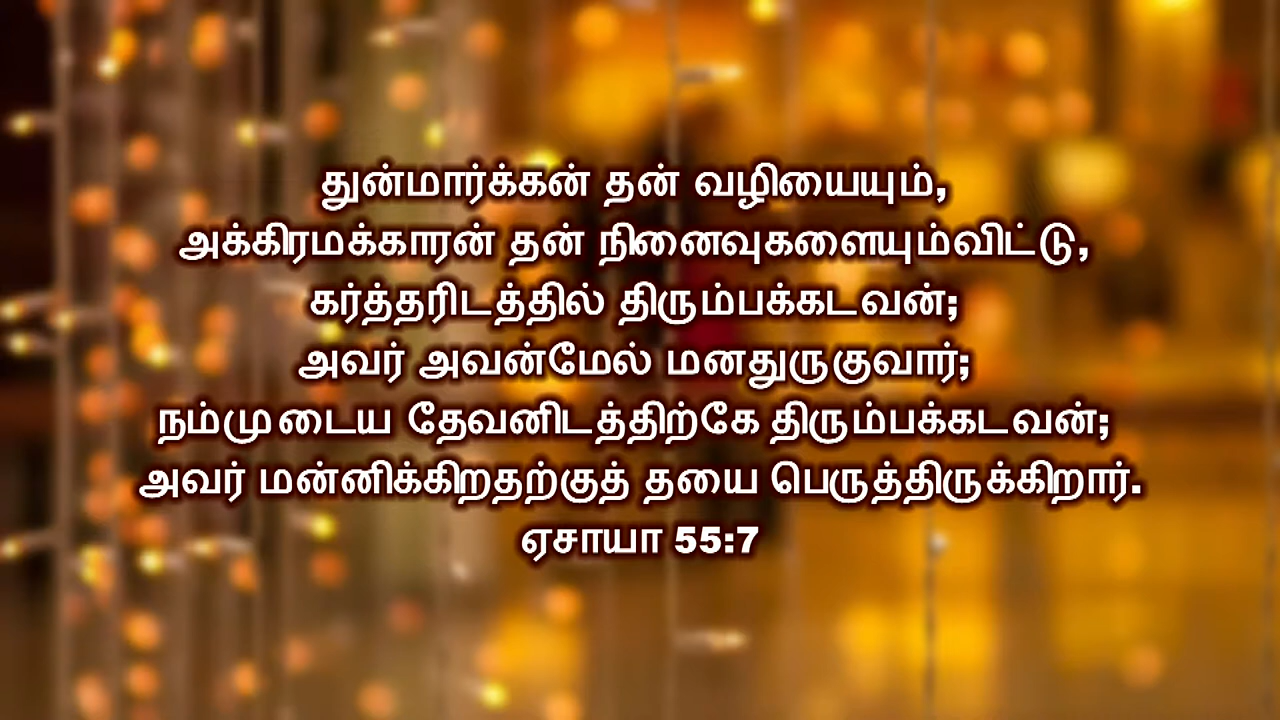 துன்மார்க்கன் தன் வழியையும்,
அக்கிரமக்காரன் தன் நினைவுகளையும்விட்டு,
கர்த்தரிடத்தில் திரும்பக்கடவன்;
அவர் அவன்மேல் மனதுருகுவார்;
நம்முடைய தேவனிடத்திற்கே திரும்பக்கடவன்;
அவர் மன்னிக்கிறதற்குத் தயை பெருத்திருக்கிறார்.
ஏசாயா 55:7